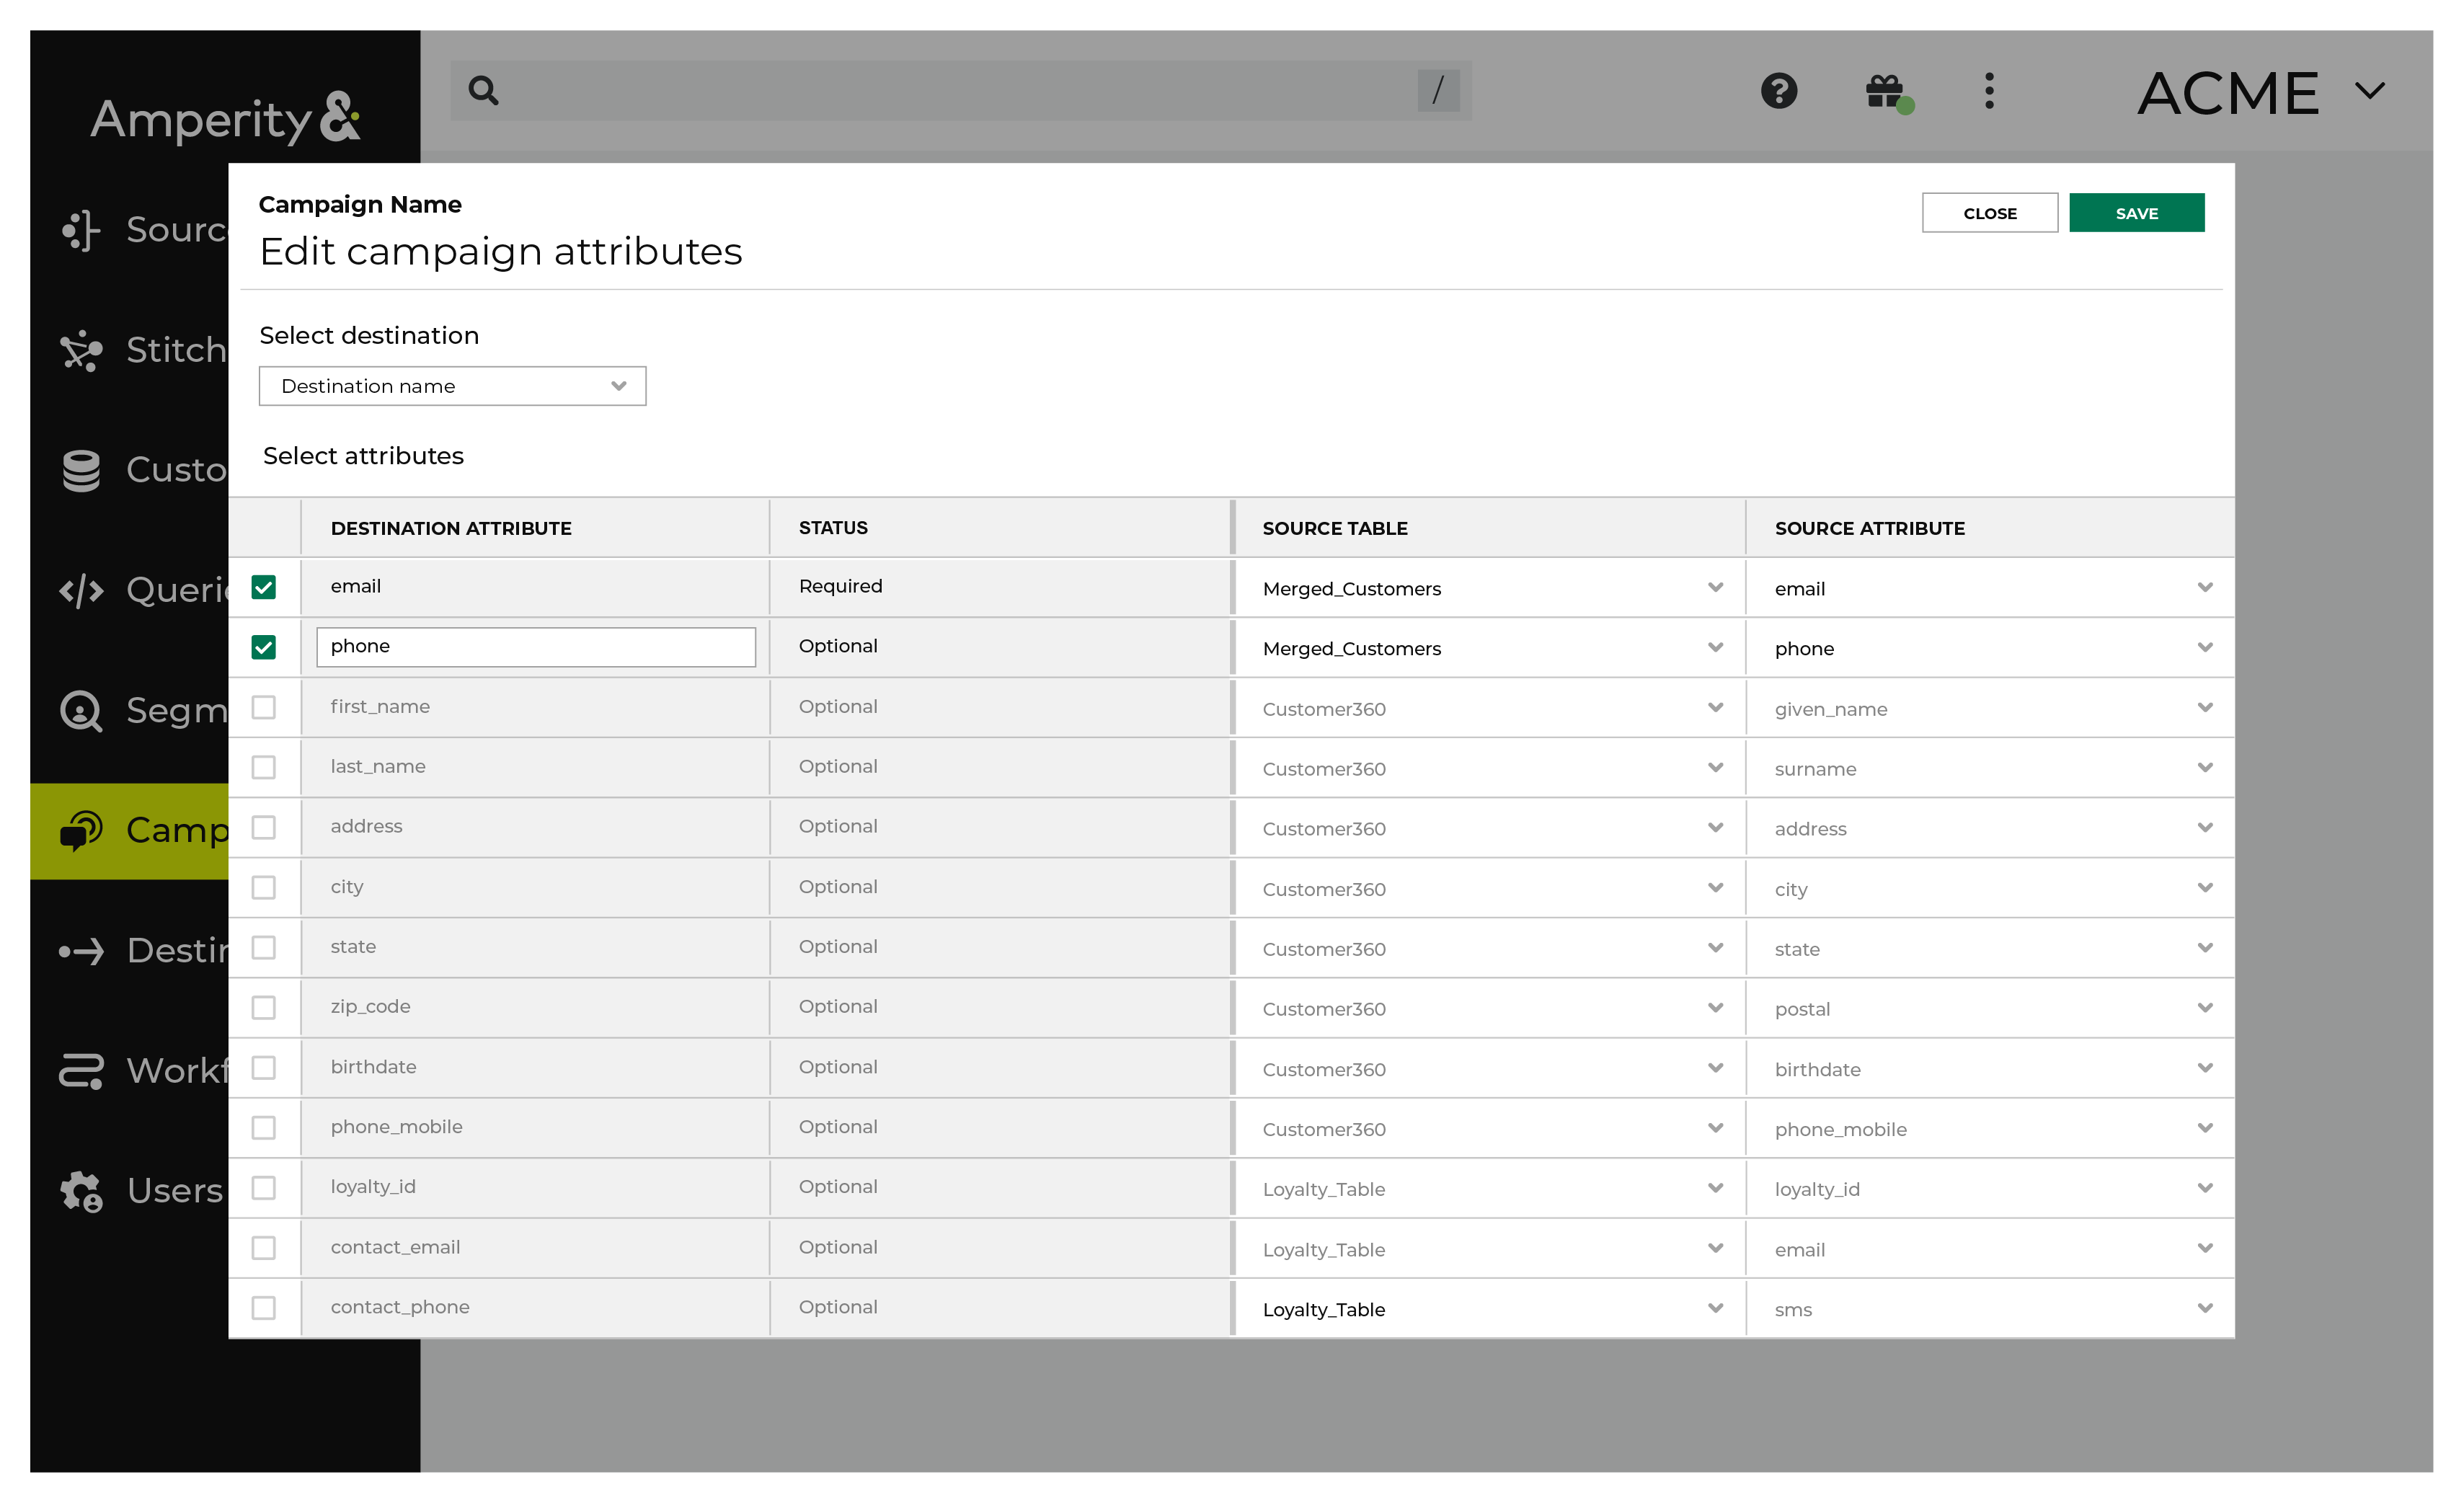 Amperity
/
ACME
Sourc
Stitch
Custo
Queri
Segm
Camp
Destin
Workf
Users
Campaign Name
Edit campaign attributes
CLOSE
SAVE
Select destination
Destination name
Select attributes
DESTINATION ATTRIBUTE STATUS SOURCE TABLE SOURCE ATTRIBUTE
email Required Merged_Customers email
phone Optional Merged_Customers phone
first_name Optional Customer360 given_name
last_name Optional Customer360 surname
address Optional Customer360 address
city Optional Customer360 city
state Optional Customer360 state
zip_code Optional Customer360 postal
birthdate Optional Customer360 birthdate
phone_mobile Optional Customer360 phone_mobile
loyalty_id Optional Loyalty_Table loyalty_id
contact_email Optional Loyalty_Table email
contact_phone Optional Loyalty_Table sms